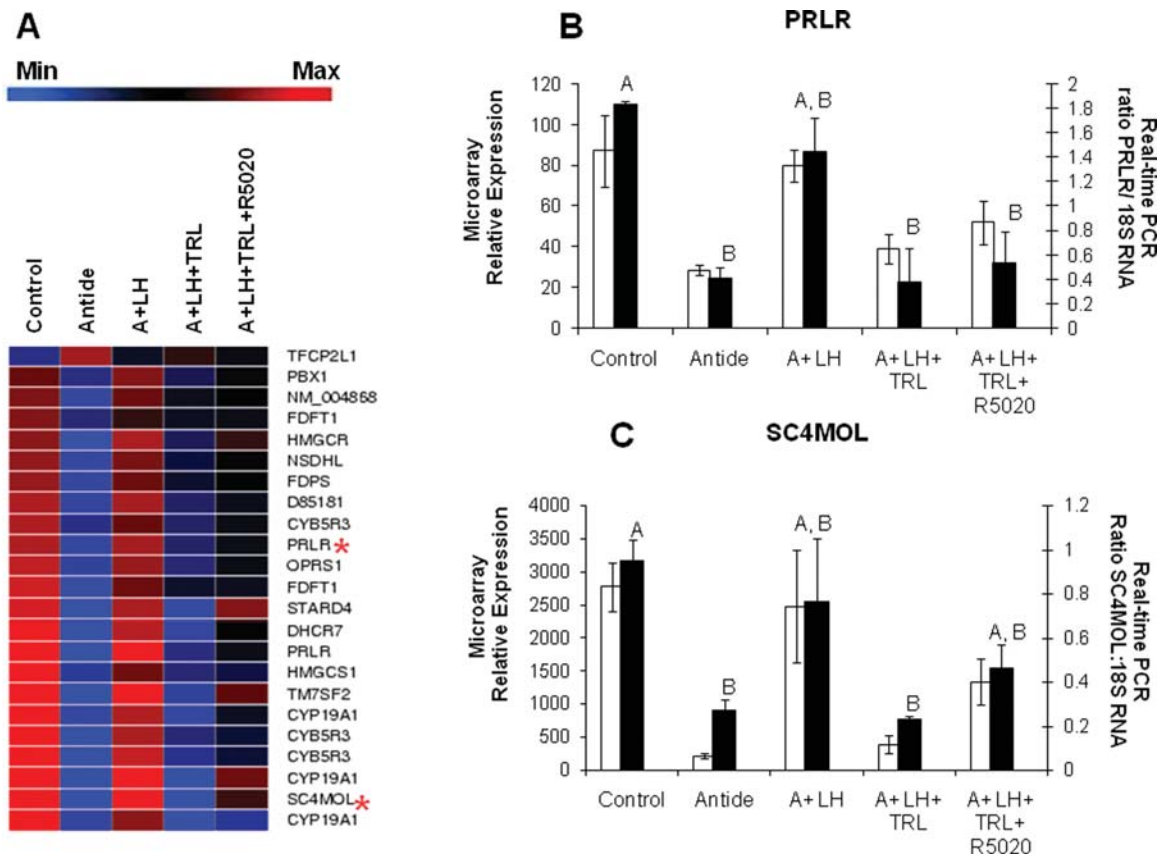 A
Min Max
Control
Antide
A+LH
A+LH+TRL
A+LH+TRL+R5020
TFCP2L1
PBX1
NM_004868
FDFT1
HMGCR
NSDHL
FDPS
D85181
CYB5R3
PRLR *
OPRS1
FDFT1
STARD4
DHCR7
PRLR
HMGCS1
TM7SF2
CYP19A1
CYB5R3
CYB5R3
CYP19A1
SC4MOL *
CYP19A1
B
PRLR
Microarray
Relative Expression
120
100
80
60
40
20
0
A
B
A, B
B
B
2
1.8
1.6
1.4
1.2
1
0.8
0.6
0.4
0.2
0
Real-time PCR
ratio PRLR/ 18S RNA
Control Antide A+LH A+LH+ A+LH+
TRL TRL+
R5020
C
SC4MOL
Microarray
Relative Expression
4000
3500
3000
2500
2000
1500
1000
500
0
A
B
A, B
B
A, B
1.2
1
0.8
0.6
0.4
0.2
0
Real-time PCR
Ratio SC4MOL:18S RNA
Control Antide A+LH A+LH+ A+LH+
TRL TRL+
R5020